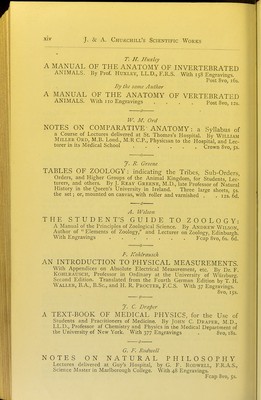 xiv J. & A. Churchill's Scientific Works
T. H. Huxley
A MANUAL OF THE ANATOMY OF INVERTEBRATED
ANIMALS. By Prof. Huxley, LL.D., F.R.S. With 158 Engravings.
Post 8vo, 16s.
By the same Author
A MANUAL OF THE ANATOMY OF VERTEBRATED
ANIMALS. With 110 Engravings . . . . Post 8vo, 12s.
W. M. Ord
NOTES ON COMPARATIVE ANATOMY: a Syllabus of
a Course of Lectures delivered at St. Thomas's Hospital. By William
Miller Ord, M.B. Lond., M.R.C.P., Physician to the Hospital, and Lec-
turer in its Medical School . . . . . Crown 8vo, 5s.
J. R. Greene
TABLES OF ZOOLOGY: indicating the Tribes, Sub-Orders,
Orders, and Higher Groups of the Animal Kingdom, for Students, Lec-
turers, and others. By J. Reay Greene, M.D., late Professor of Natural
History in the Queen's University in Ireland. Three large sheets, 5s.
the set; or, mounted on canvas, with roller and varnished . . 12s. 6d.
A. Wilson
THE STUDENT'S GUIDE TO ZOOLOGY:
A Manual of the Principles of Zoological Science. By Andrew Wilson,
Author of "Elements of Zoology," and Lecturer on Zoology, Edinburgh
With Engravings . . . . . Fcap 8vo, 6s. 6d.
F. Kohlrausch
AN INTRODUCTION TO PHYSICAL MEASUREMENTS.
With Appendices on Absolute Electrical Measurement, etc. By Dr. F.
Kohlrausch, Professor in Ordinary at the University of Würzburg.
Second Edition. Translated from the Fourth German Edition by T. H.
Waller, B.A., B.Sc., and H. R. Procter, F.C.S. With 37 Engravings
8vo, 12s.
J. C. Draper
A TEXT-BOOK OF MEDICAL PHYSICS, for the Use of
Students and Practitioners of Medicine. By John C. Draper, M.D.,
LL.D., Professor of Chemistry and Physics in the Medical Department of
the University of New York. With 377 Engravings 8vo, 18s.
G. F. Rodwell
NOTES ON NATURAL PHILOSOPHY
Lectures delivered at Guy's Hospital, by G. F. Rodwell, F.R.A.S.,
Science Master in Marlborough College. With 48 Engravings.
Fcap 8vo, 5s.